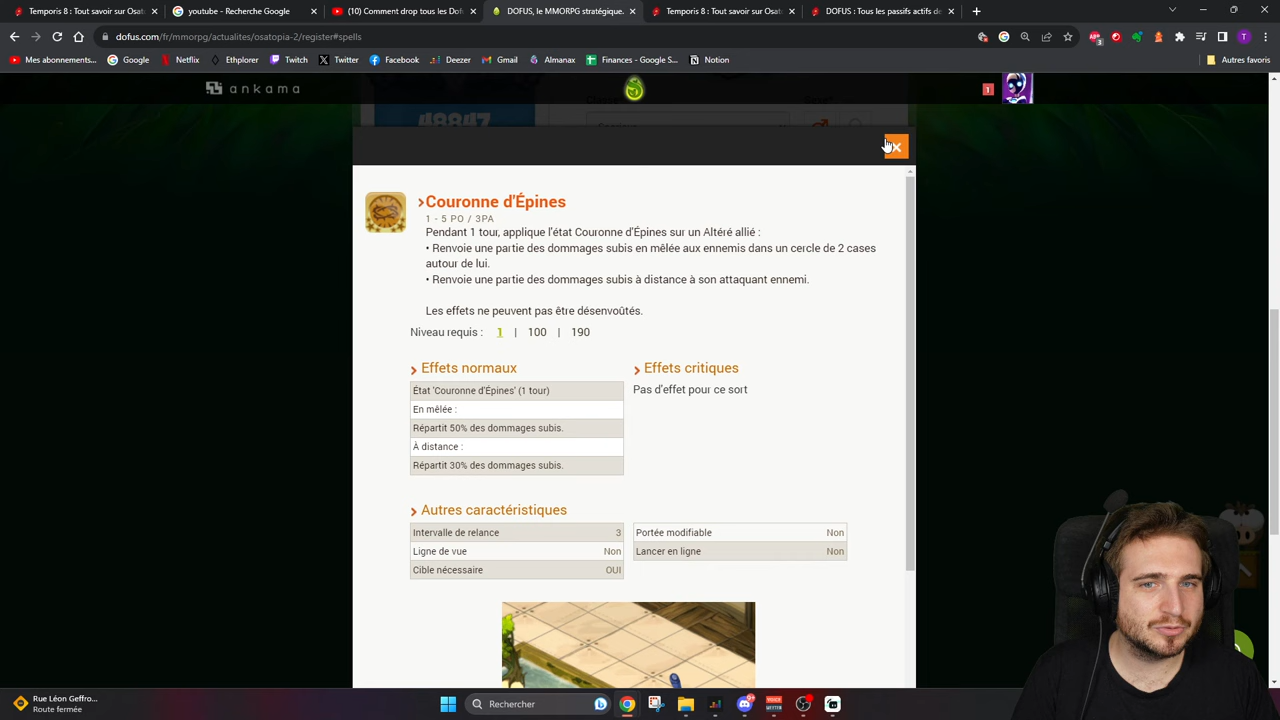 Temporis 8 : Tout savoir sur Osat
youtube - Recherche Google
(10) Comment drop tous les Dof
DOFUS, le MMORPG stratégique.
Temporis 8 : Tout savoir sur Osat
DOFUS : Tous les passifs actifs de
dofus.com/fr/mmorpg/actualites/osatopia-2/register#spells
T
Mes abonnements...
Google
Netflix
Ethplorer
Twitch
Twitter
Facebook
Deezer
Gmail
Almanax
Finances - Google S...
Notion
Autres favoris
ankama
1
48847
Couronne d'Épines
1 - 5 PO / 3PA
Pendant 1 tour, applique l'état Couronne d'Épines sur un Altéré allié :
• Renvoie une partie des dommages subis en mêlée aux ennemis dans un cercle de 2 cases
autour de lui.
• Renvoie une partie des dommages subis à distance à son attaquant ennemi.
Les effets ne peuvent pas être désenvoûtés.
Niveau requis : 1 | 100 | 190
Effets normaux
Effets critiques
État 'Couronne d'Épines' (1 tour)
Pas d'effet pour ce sort
En mêlée :
Répartit 50% des dommages subis.
À distance :
Répartit 30% des dommages subis.
Autres caractéristiques
Intervalle de relance 3
Portée modifiable Non
Ligne de vue Non
Lancer en ligne Non
Cible nécessaire OUI
Rue Léon Geffro...
Route fermée
Rechercher